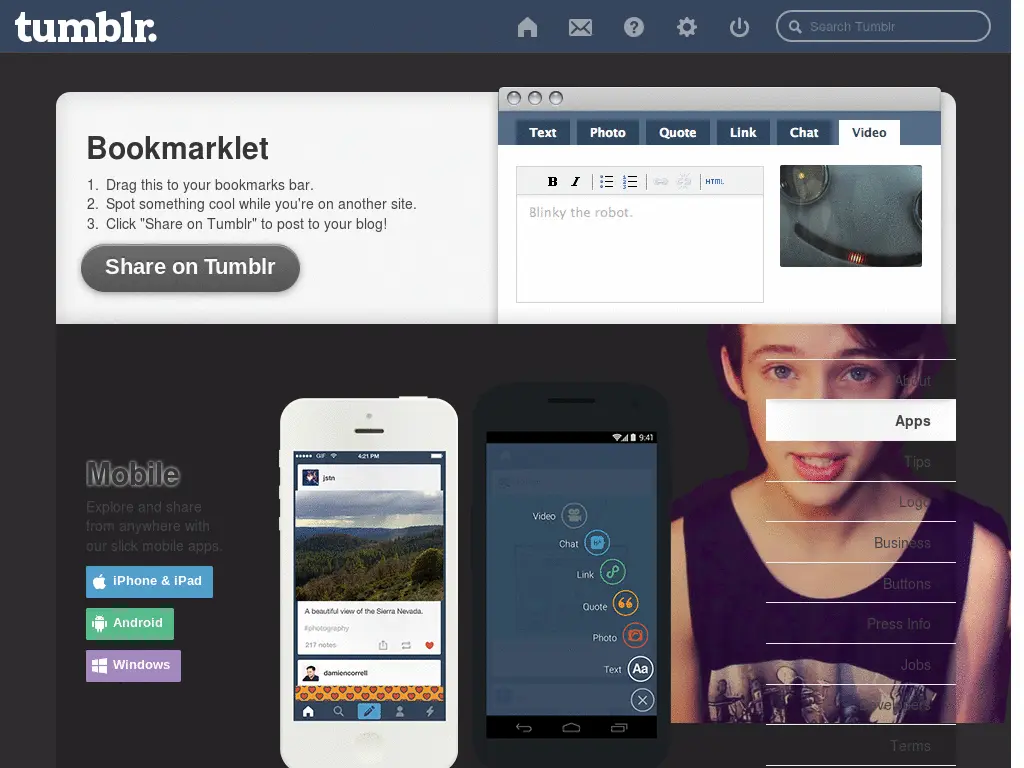 tumblr.
Search Tumblr
Bookmarklet
1. Drag this to your bookmarks bar.
2. Spot something cool while you're on another site.
3. Click "Share on Tumblr" to post to your blog!
Share on Tumblr
Text Photo Quote Link Chat Video
B I HTML
Blinky the robot.
About
Apps
Tips
Logo
Business
Buttons
Press Info
Jobs
Developers
Terms
Mobile
Explore and share
from anywhere with
our slick mobile apps.
iPhone & iPad
Android
Windows
GIF 4:21 PM
jstn
A beautiful view of the Sierra Nevada.
#photography
217 notes
damiencorrell
9:41
Video
Chat
Link
Quote
Photo
Text Aa